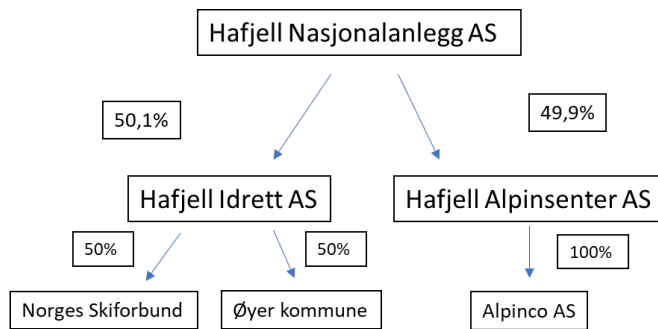 Hafjell Nasjonalanlegg AS
50,1%
49,9%
Hafjell Idrett AS
Hafjell Alpinsenter AS
50%
50%
100%
Norges Skiforbund
Øyer kommune
Alpinco AS